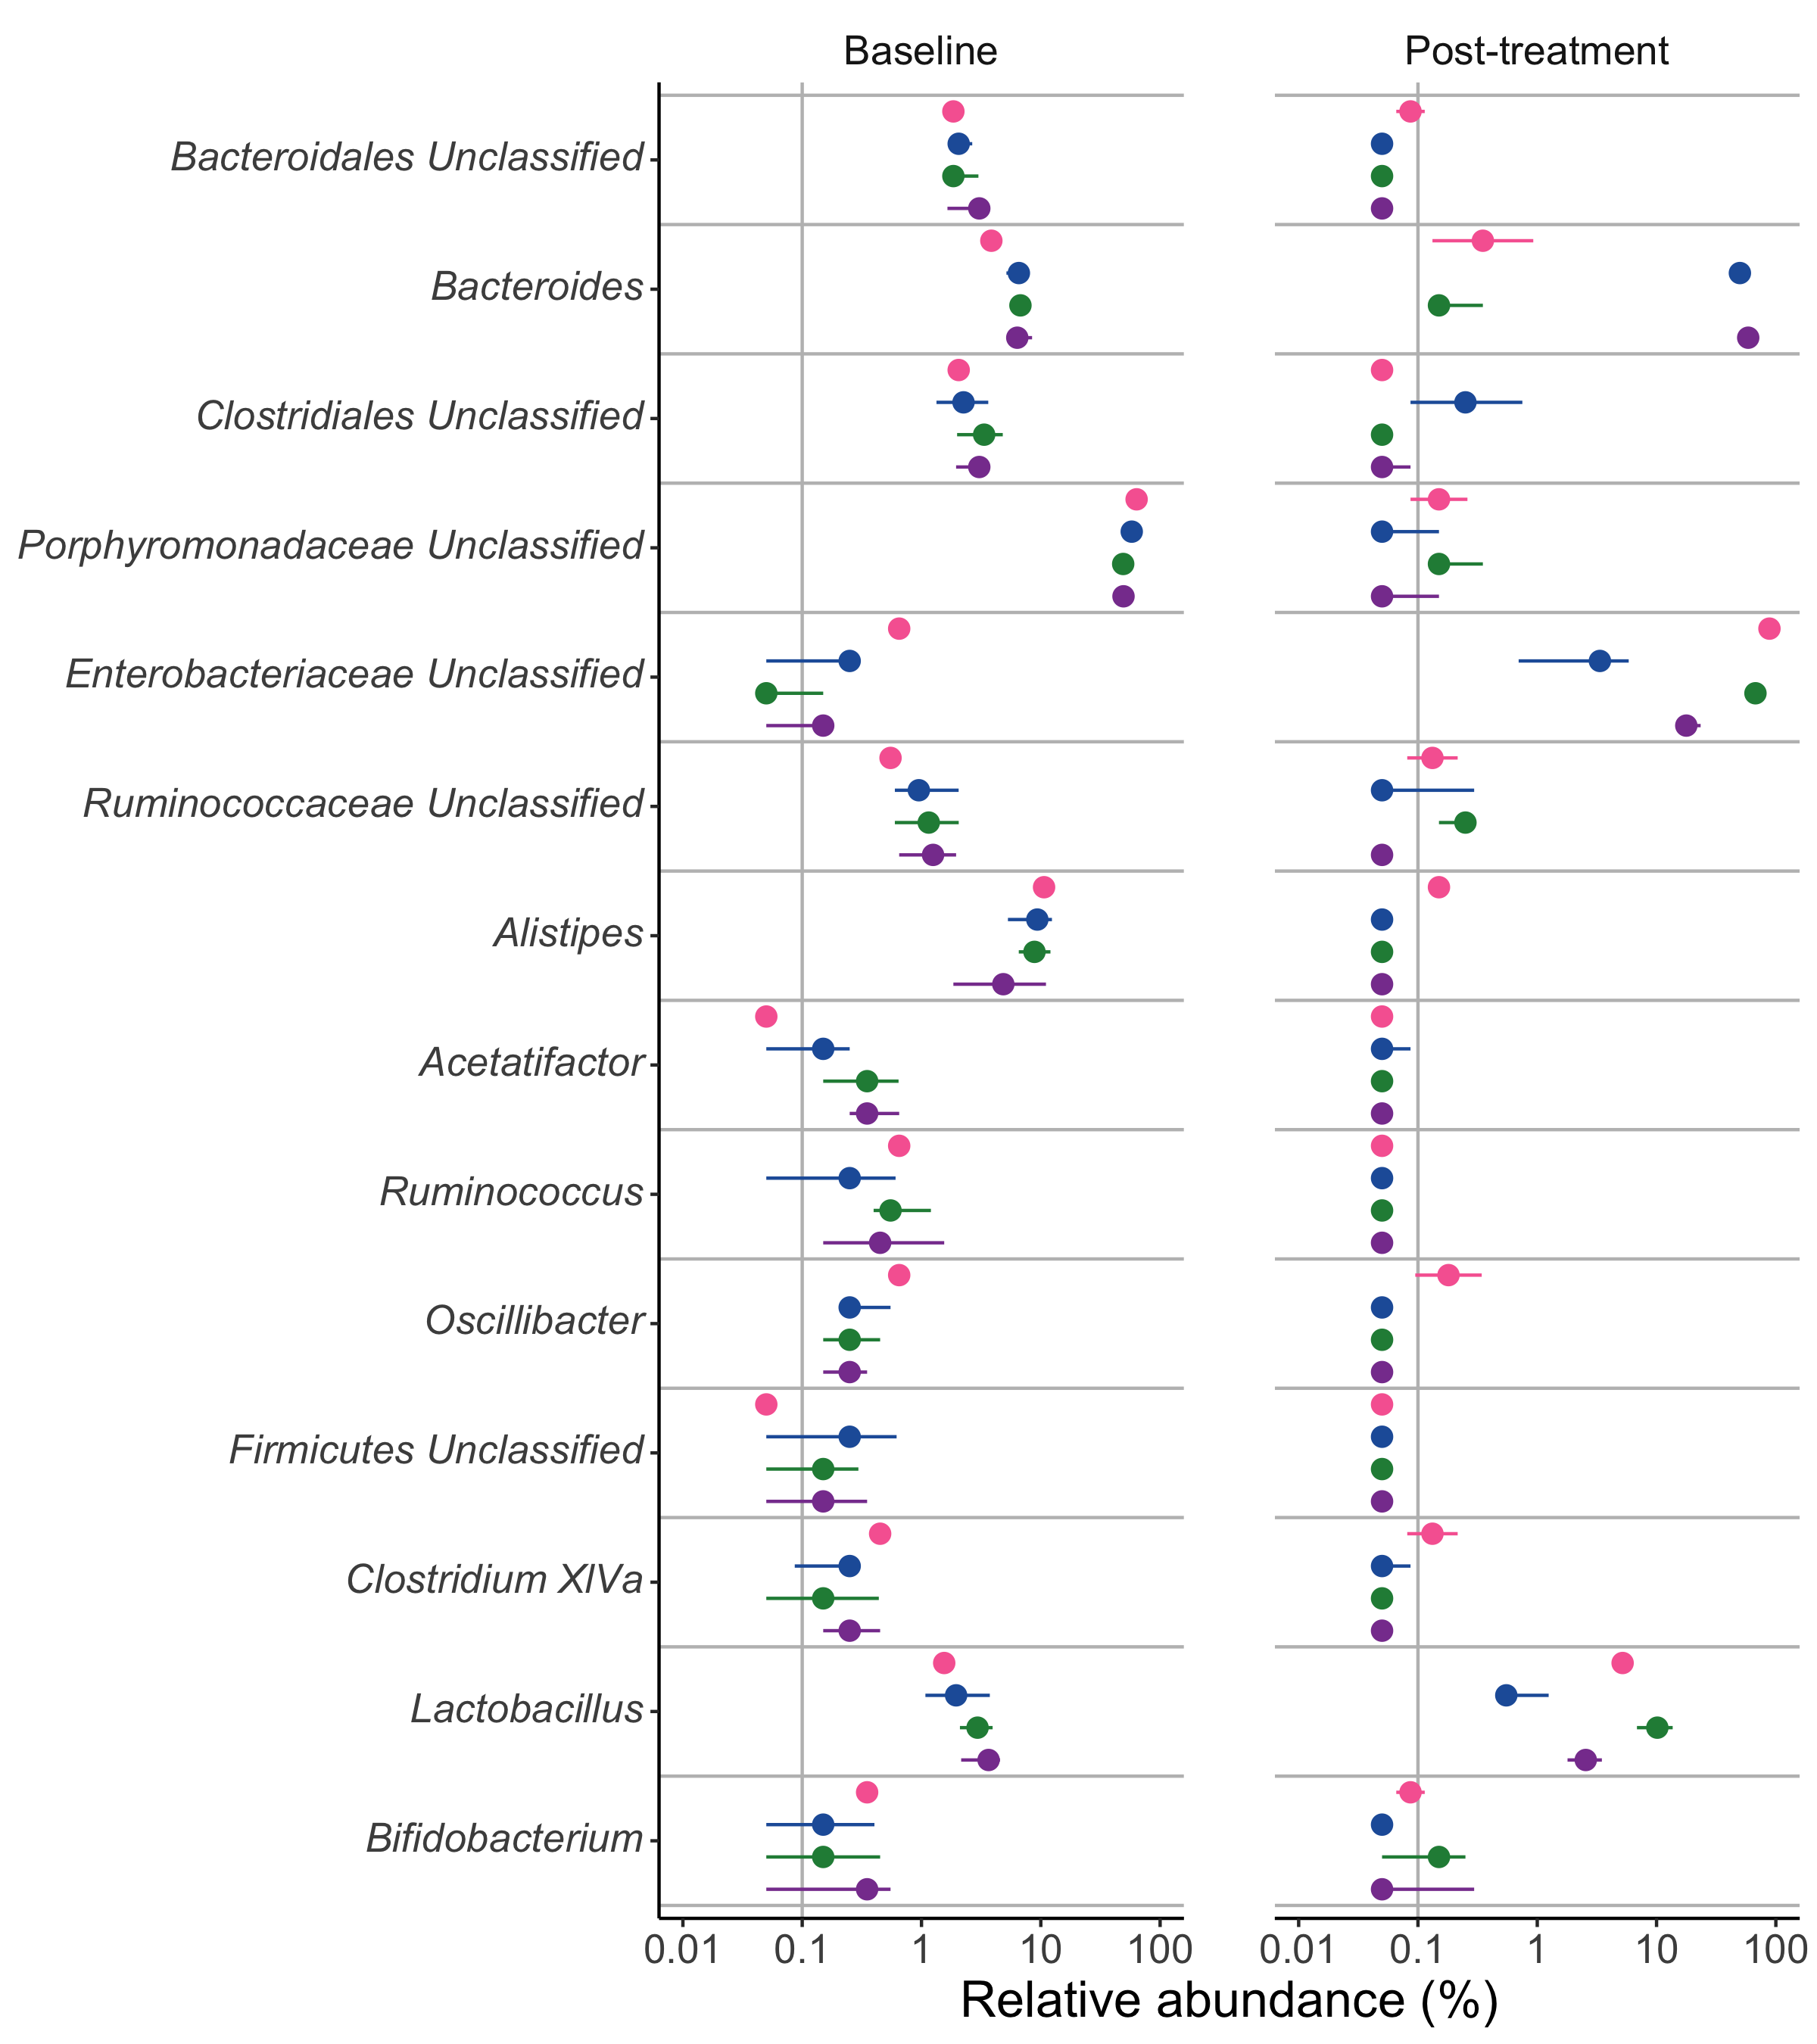 Baseline Post-treatment
Bacteroidales Unclassified
Bacteroides
Clostridiales Unclassified
Porphyromonadaceae Unclassified
Enterobacteriaceae Unclassified
Ruminococcaceae Unclassified
Alistipes
Acetatifactor
Ruminococcus
Oscillibacter
Firmicutes Unclassified
Clostridium XIVa
Lactobacillus
Bifidobacterium
0.01 0.1 1 10 100 0.01 0.1 1 10 100
Relative abundance (%)